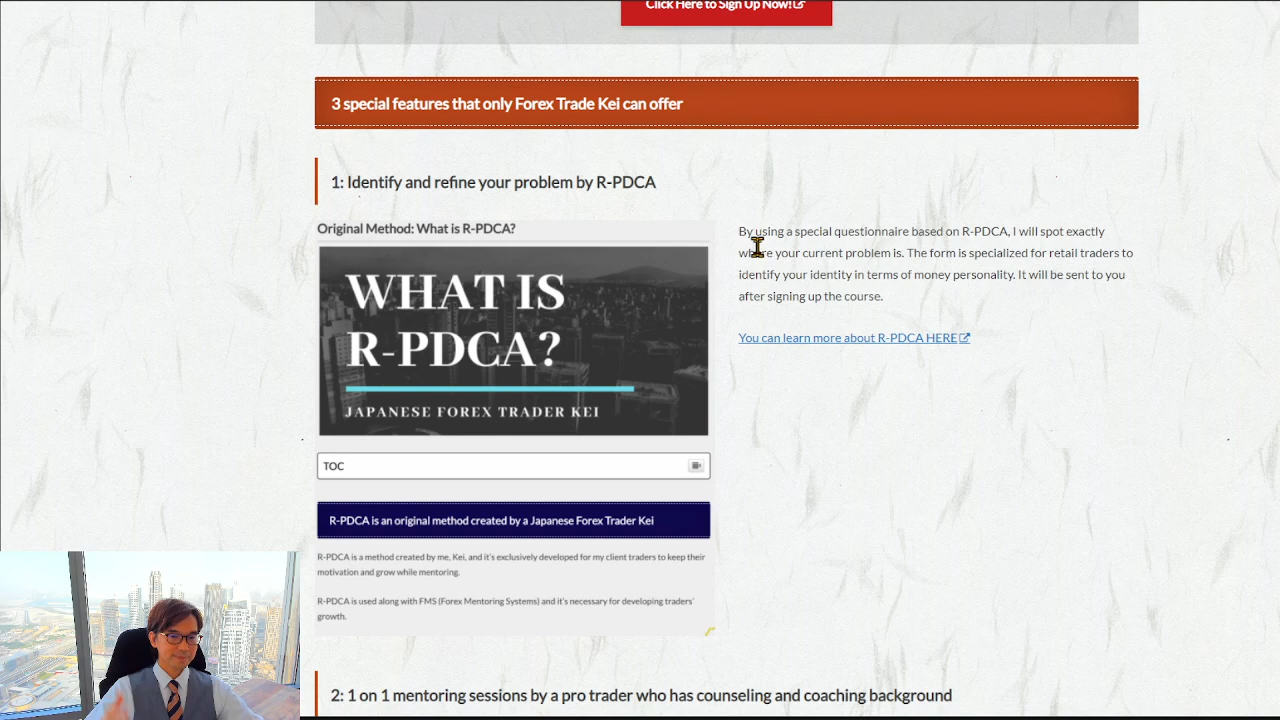 Click Here to Sign Up Now!
3 special features that only Forex Trade Kei can offer
1: Identify and refine your problem by R-PDCA
Original Method: What is R-PDCA?
WHAT IS
R-PDCA?
JAPANESE FOREX TRADER KEI
TOC
R-PDCA is an original method created by a Japanese Forex Trader Kei
R-PDCA is a method created by me, Kei, and it's exclusively developed for my client traders to keep their
motivation and grow while mentoring.
R-PDCA is used along with FMS (Forex Mentoring Systems) and it's necessary for developing traders'
growth.
By using a special questionnaire based on R-PDCA, I will spot exactly
where your current problem is. The form is specialized for retail traders to
identify your identity in terms of money personality. It will be sent to you
after signing up the course.
You can learn more about R-PDCA HERE
2: 1 on 1 mentoring sessions by a pro trader who has counseling and coaching background